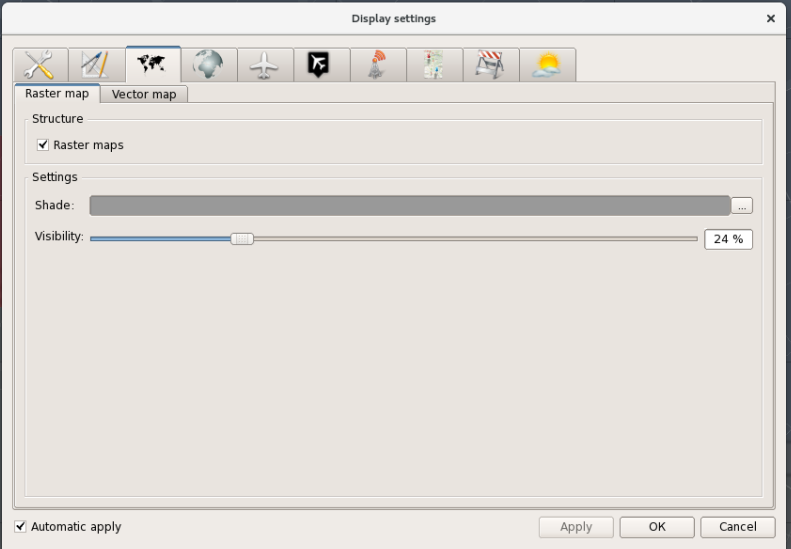 Display settings
Raster map Vector map
Structure
Raster maps
Settings
Shade: ...
Visibility: 24 %
Automatic apply Apply OK Cancel